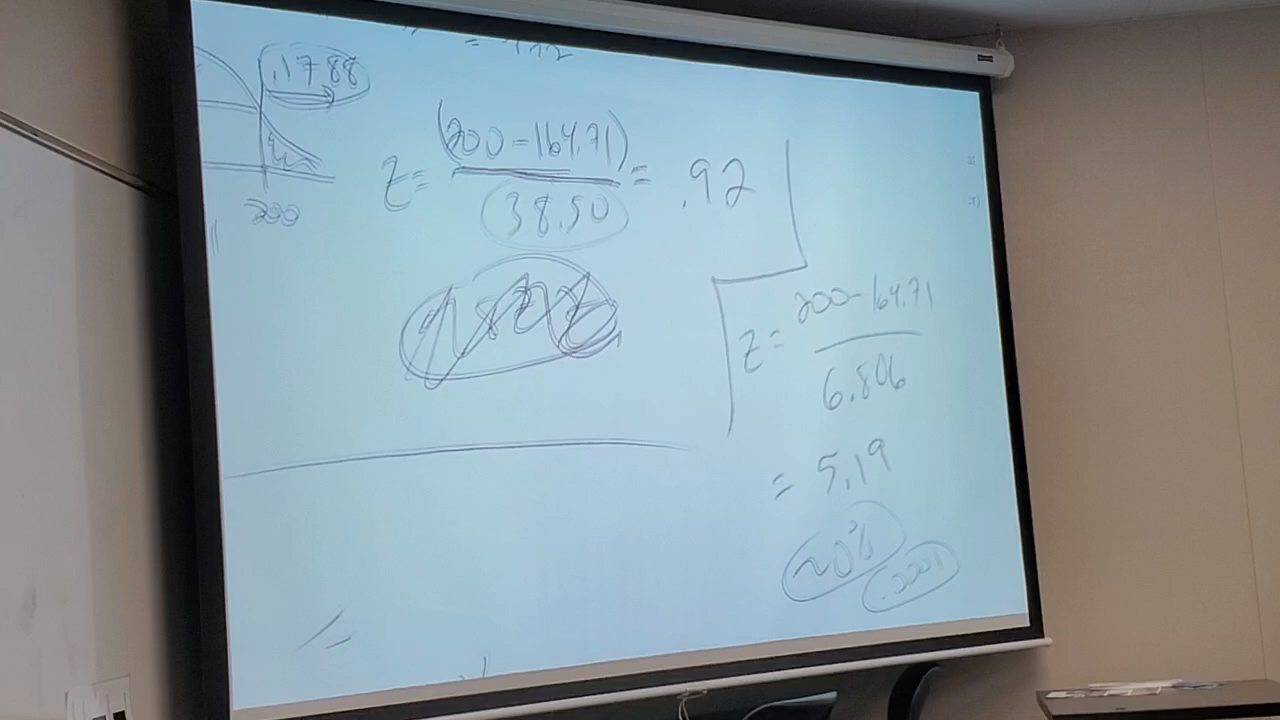 .1788
200
z = (200 - 164.71) / 38.50 = .92
z = 200 - 164.71 / 6.806
= 5.19
~0%
.0001